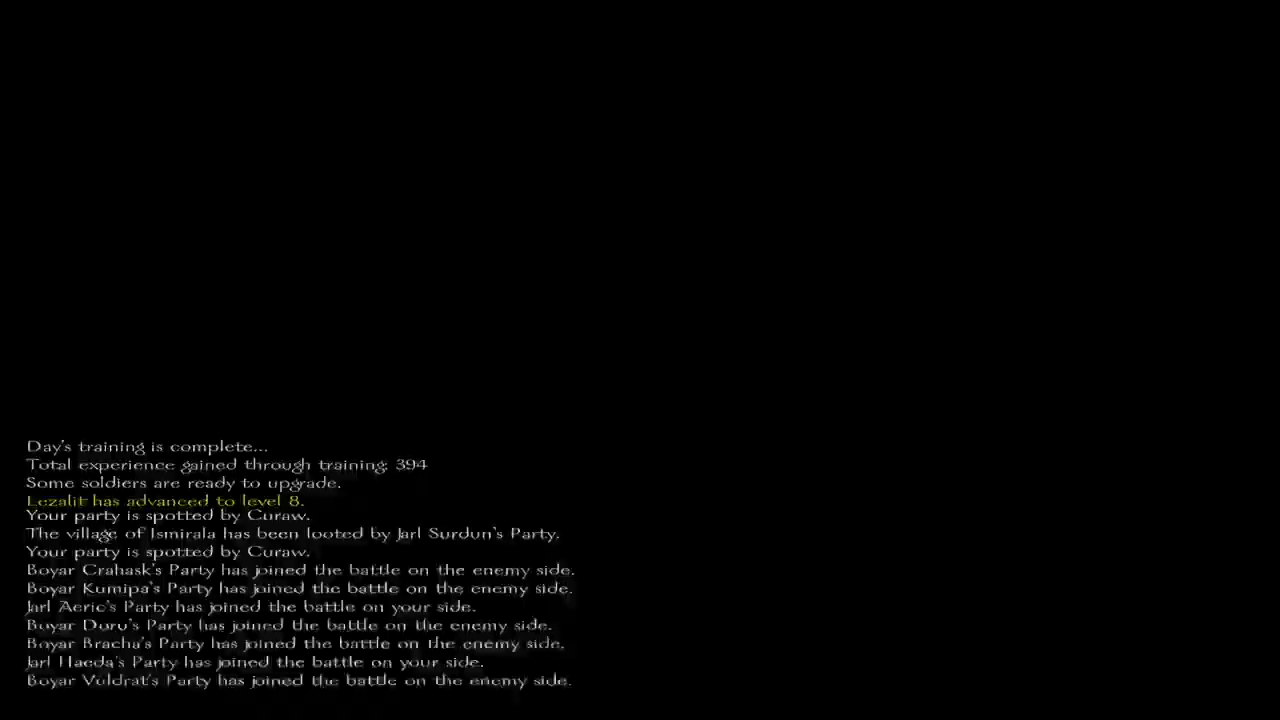 Day's training is complete...
Total experience gained through training: 394
Some soldiers are ready to upgrade.
Lezalit has advanced to level 8.
Your party is spotted by Curaw.
The village of Ismirala has been looted by Jarl Surdun's Party.
Your party is spotted by Curaw.
Boyar Crahask's Party has joined the battle on the enemy side.
Boyar Kumipa's Party has joined the battle on the enemy side.
Jarl Aeric's Party has joined the battle on your side.
Boyar Doru's Party has joined the battle on the enemy side.
Boyar Bracha's Party has joined the battle on the enemy side.
Jarl Haeda's Party has joined the battle on your side.
Boyar Vuldrat's Party has joined the battle on the enemy side.